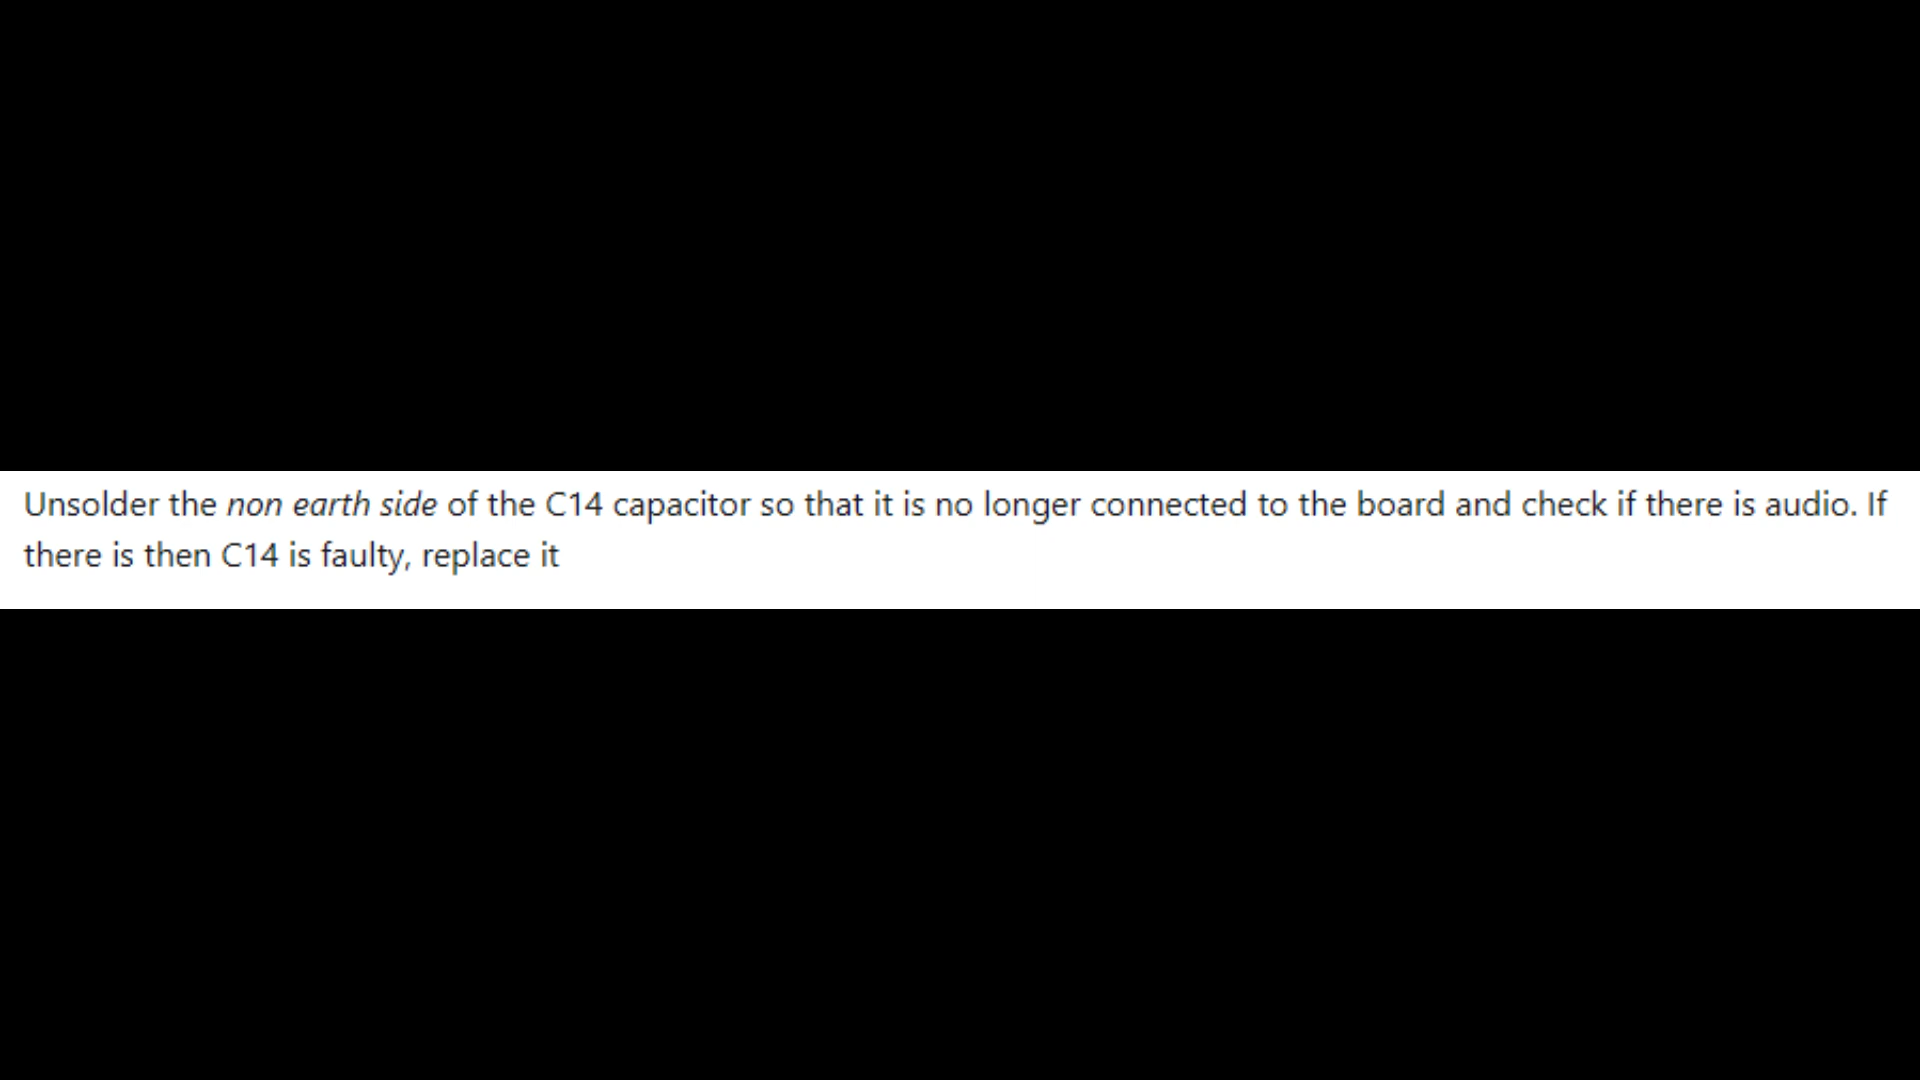 Unsolder the non earth side of the C14 capacitor so that it is no longer connected to the board and check if there is audio. If
there is then C14 is faulty, replace it